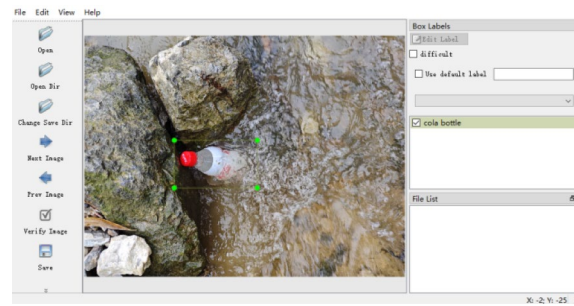 File Edit View Help
Open
Open Dir
Change Save Dir
Next Image
Prev Image
Verify Image
Save
Box Labels
Edit Label
difficult
Use default label
cola bottle
File List
X: -2; Y: -25